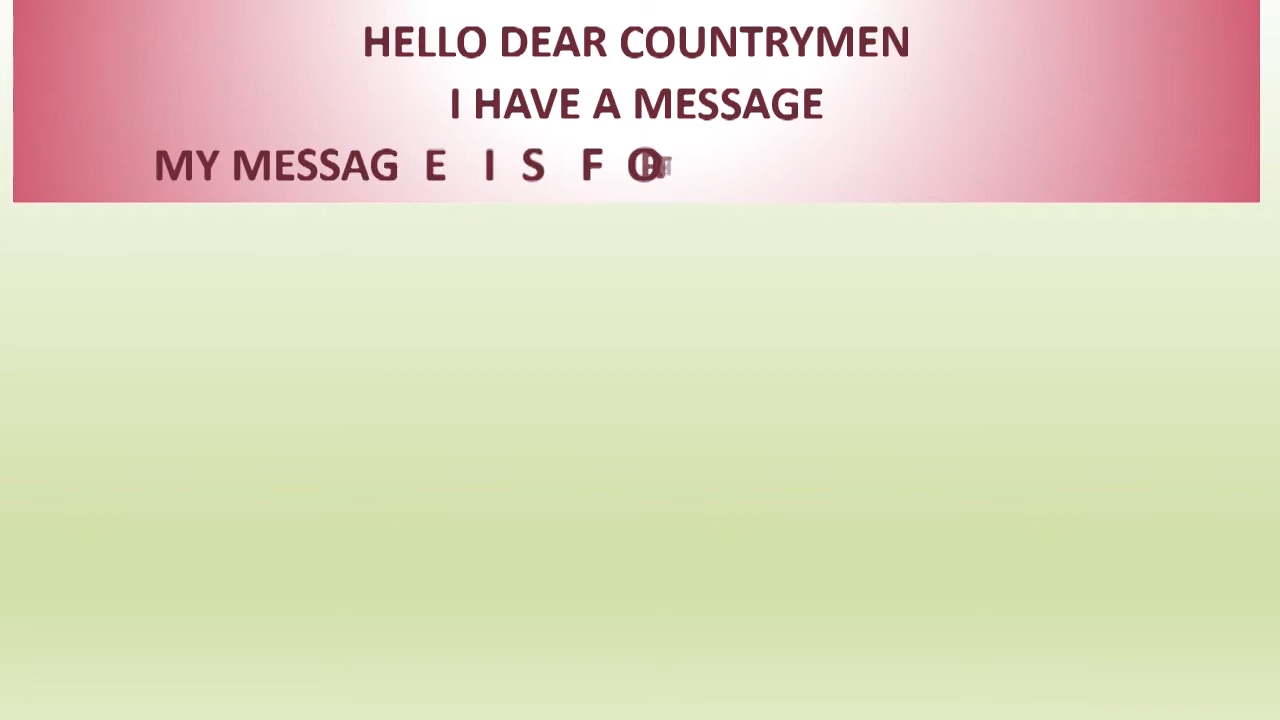 HELLO DEAR COUNTRYMEN
I HAVE A MESSAGE
MY MESSAG E I S F O